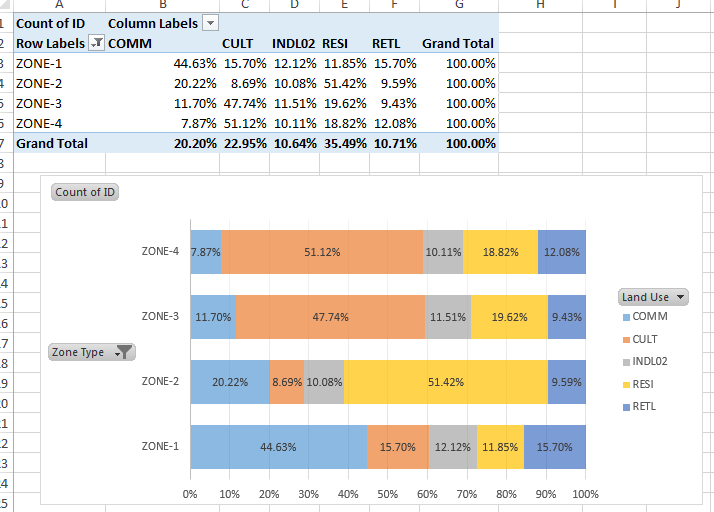 A B C D E F G H I J
1 Count of ID Column Labels
2 Row Labels COMM CULT INDL02 RESI RETL Grand Total
3 ZONE-1 44.63% 15.70% 12.12% 11.85% 15.70% 100.00%
4 ZONE-2 20.22% 8.69% 10.08% 51.42% 9.59% 100.00%
5 ZONE-3 11.70% 47.74% 11.51% 19.62% 9.43% 100.00%
6 ZONE-4 7.87% 51.12% 10.11% 18.82% 12.08% 100.00%
7 Grand Total 20.20% 22.95% 10.64% 35.49% 10.71% 100.00%
8
9
Count of ID
ZONE-4 7.87% 51.12% 10.11% 18.82% 12.08%
ZONE-3 11.70% 47.74% 11.51% 19.62% 9.43%
Zone Type
ZONE-2 20.22% 8.69% 10.08% 51.42% 9.59%
ZONE-1 44.63% 15.70% 12.12% 11.85% 15.70%
0% 10% 20% 30% 40% 50% 60% 70% 80% 90% 100%
Land Use
COMM
CULT
INDL02
RESI
RETL